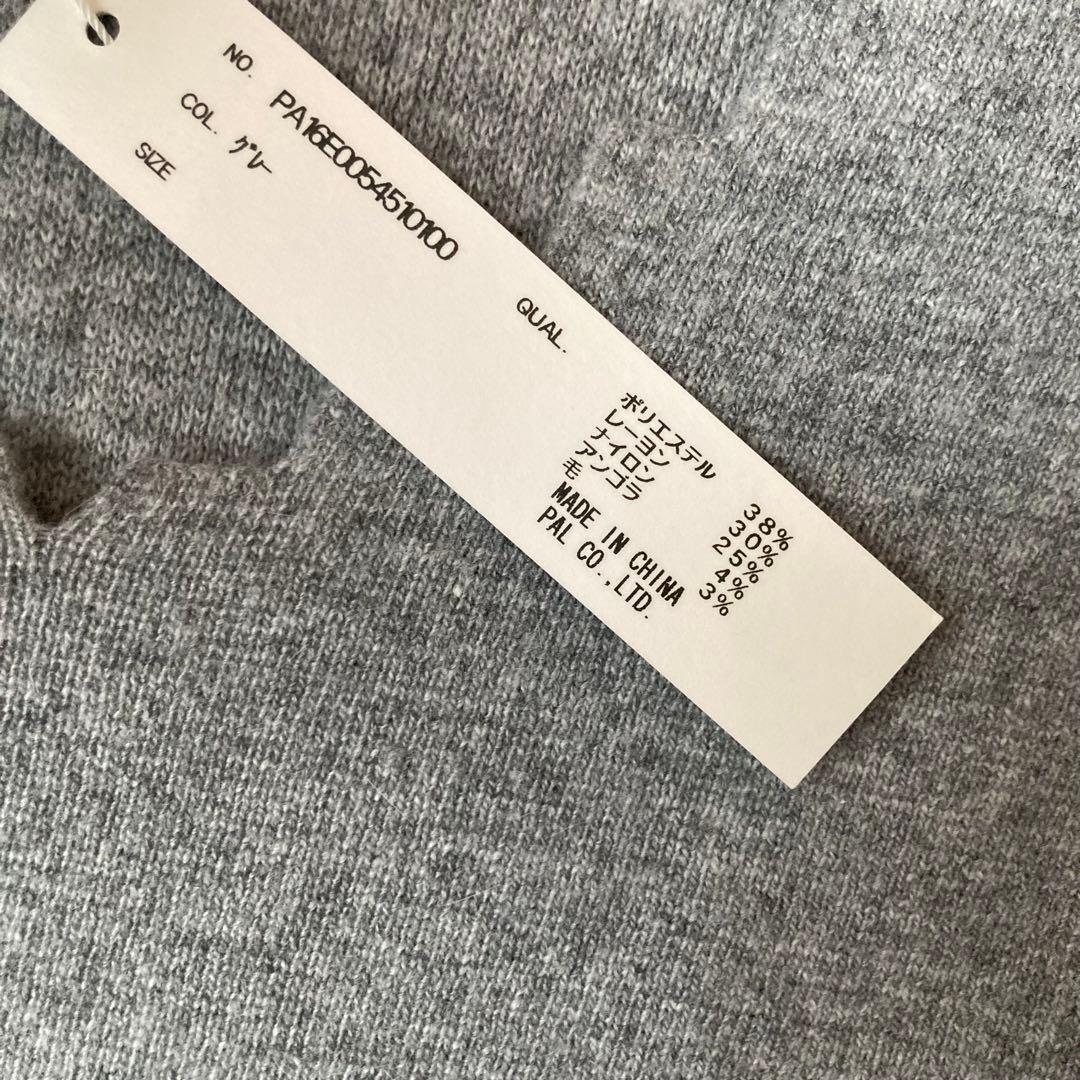 NO. PA16E0054510100
COL. グレー
SIZE
QUAL.
ポリエステル 38%
レーヨン 30%
ナイロン 25%
アンゴラ 4%
毛 3%
MADE IN CHINA
PAL CO.,LTD.